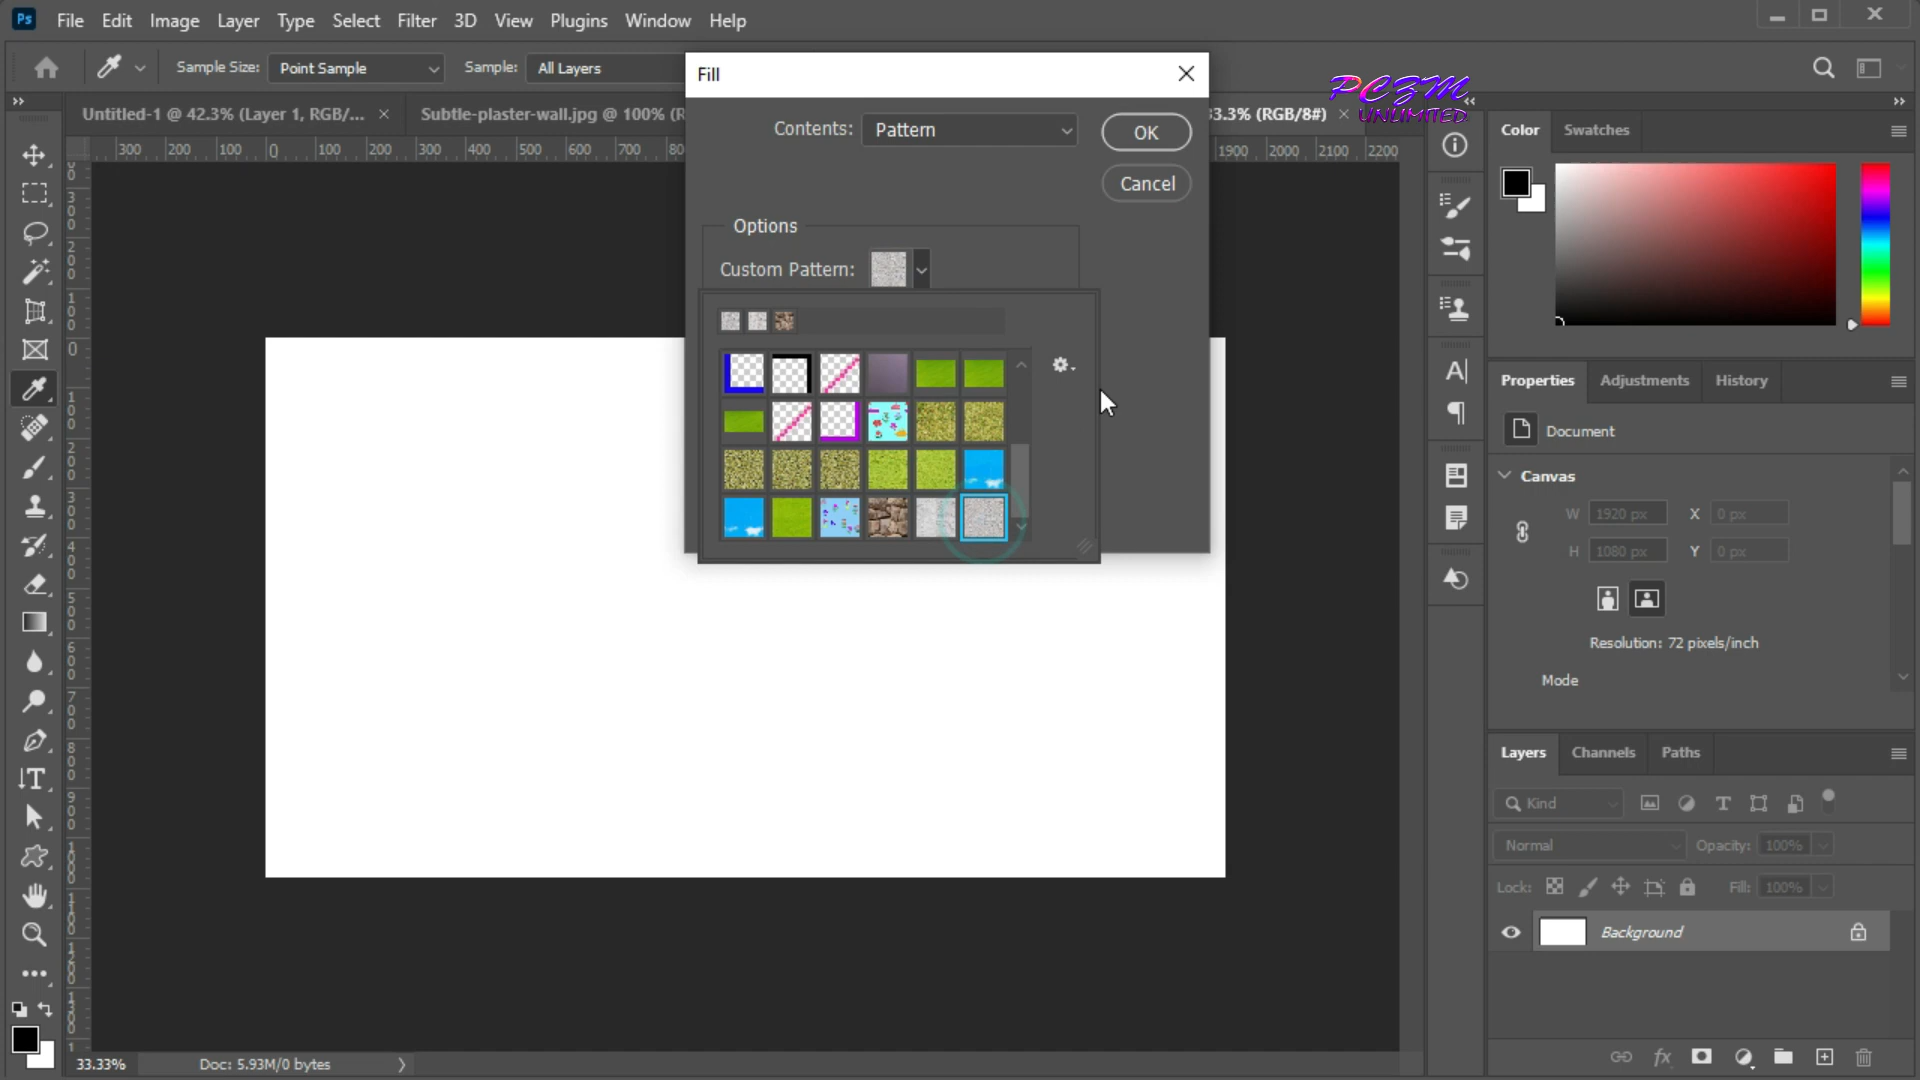 Ps File Edit Image Layer Type Select Filter 3D View Plugins Window Help
Sample Size: Point Sample Sample: All Layers
Fill
Contents: Pattern
OK
Cancel
Options
Custom Pattern:
PCZM
UNLIMITED
Untitled-1 @ 42.3% (Layer 1, RGB/... × Subtle-plaster-wall.jpg @ 100% (R 33.3% (RGB/8#) ×
300 200 100 0 100 200 300 400 500 600 700 80 1900 2000 2100 2200
Color Swatches
Properties Adjustments History
Document
Canvas
W 1920 px X 0 px
H 1080 px Y 0 px
Resolution: 72 pixels/inch
Mode
Layers Channels Paths
Kind
Normal Opacity: 100%
Lock: Fill: 100%
Background
33.33% Doc: 5.93M/0 bytes